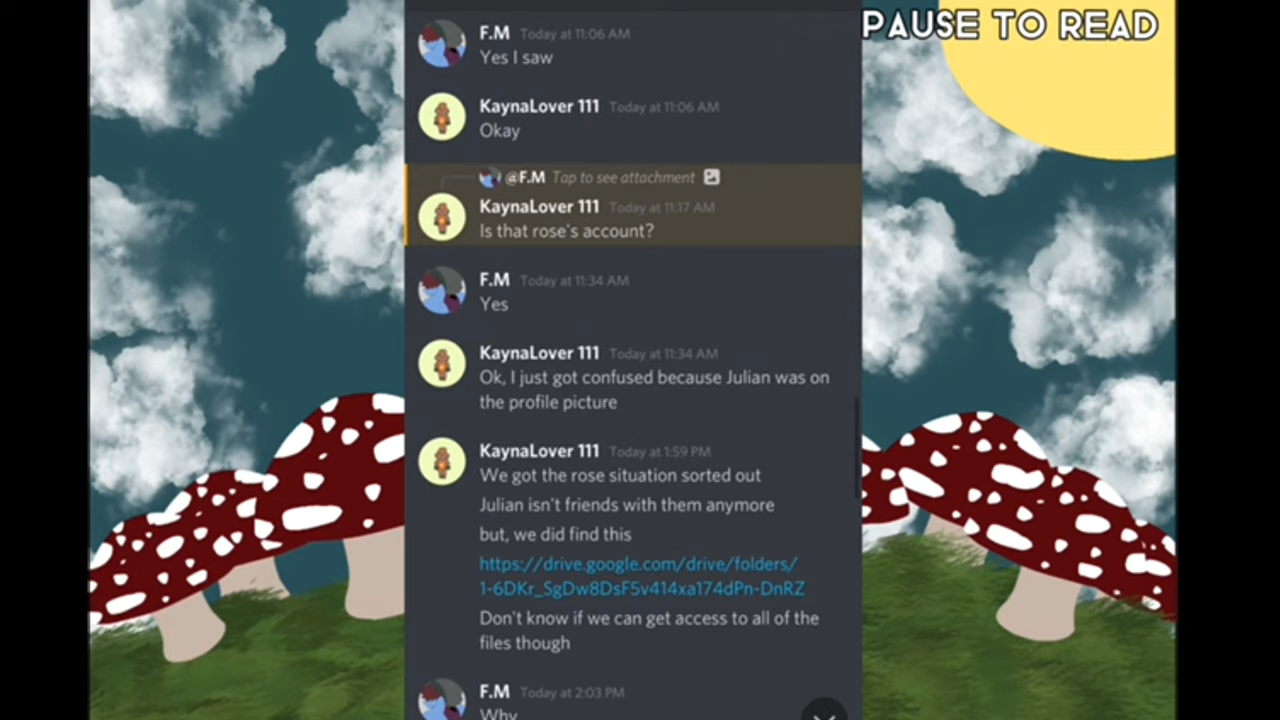 PAUSE TO READ
F.M Today at 11:06 AM
Yes I saw
KaynaLover 111 Today at 11:06 AM
Okay
@F.M Tap to see attachment
KaynaLover 111 Today at 11:17 AM
Is that rose's account?
F.M Today at 11:34 AM
Yes
KaynaLover 111 Today at 11:34 AM
Ok, I just got confused because Julian was on
the profile picture
KaynaLover 111 Today at 1:59 PM
We got the rose situation sorted out
Julian isn't friends with them anymore
but, we did find this
https://drive.google.com/drive/folders/
1-6DKr_SgDw8DsF5v414xa174dPn-DnRZ
Don't know if we can get access to all of the
files though
F.M Today at 2:03 PM
Why